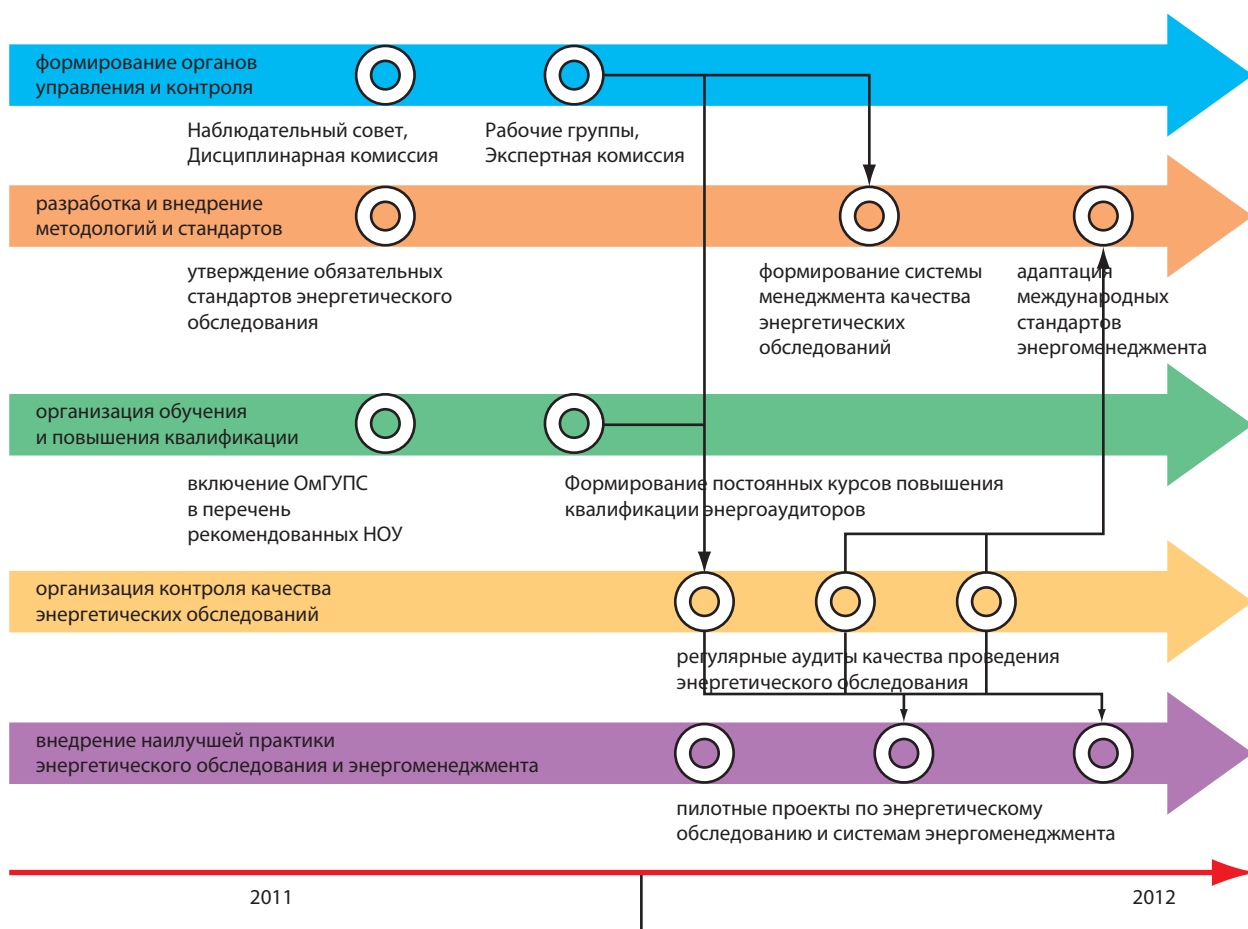 формирование органов
управления и контроля
Наблюдательный совет,
Дисциплинарная комиссия
Рабочие группы,
Экспертная комиссия
разработка и внедрение
методологий и стандартов
утверждение обязательных
стандартов энергетического
обследования
формирование системы
менеджмента качества
энергетических
обследований
адаптация
международных
стандартов
энергоменеджмента
организация обучения
и повышения квалификации
включение ОмГУПС
в перечень
рекомендованных НОУ
Формирование постоянных курсов повышения
квалификации энергоаудиторов
организация контроля качества
энергетических обследований
регулярные аудиты качества проведения
энергетического обследования
внедрение наилучшей практики
энергетического обследования и энергоменеджмента
пилотные проекты по энергетическому
обследованию и системам энергоменеджмента
2011
2012